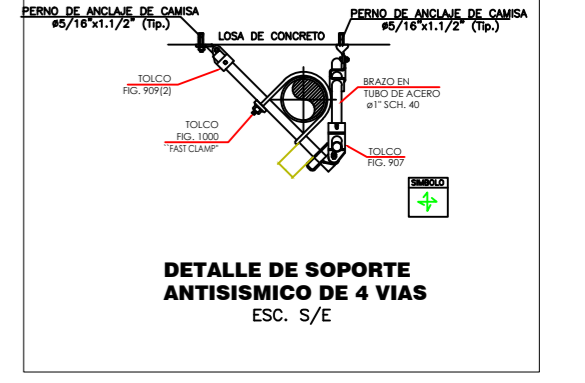 PERNO DE ANCLAJE DE CAMISA
ø5/16"x1.1/2" (Tip.)
PERNO DE ANCLAJE DE CAMISA
ø5/16"x1.1/2" (Tip.)
LOSA DE CONCRETO
TOLCO
FIG. 909(2)
BRAZO EN
TUBO DE ACERO
ø1" SCH. 40
TOLCO
FIG. 1000
"FAST CLAMP"
TOLCO
FIG. 907
SIMBOLO
DETALLE DE SOPORTE
ANTISISMICO DE 4 VIAS
ESC. S/E